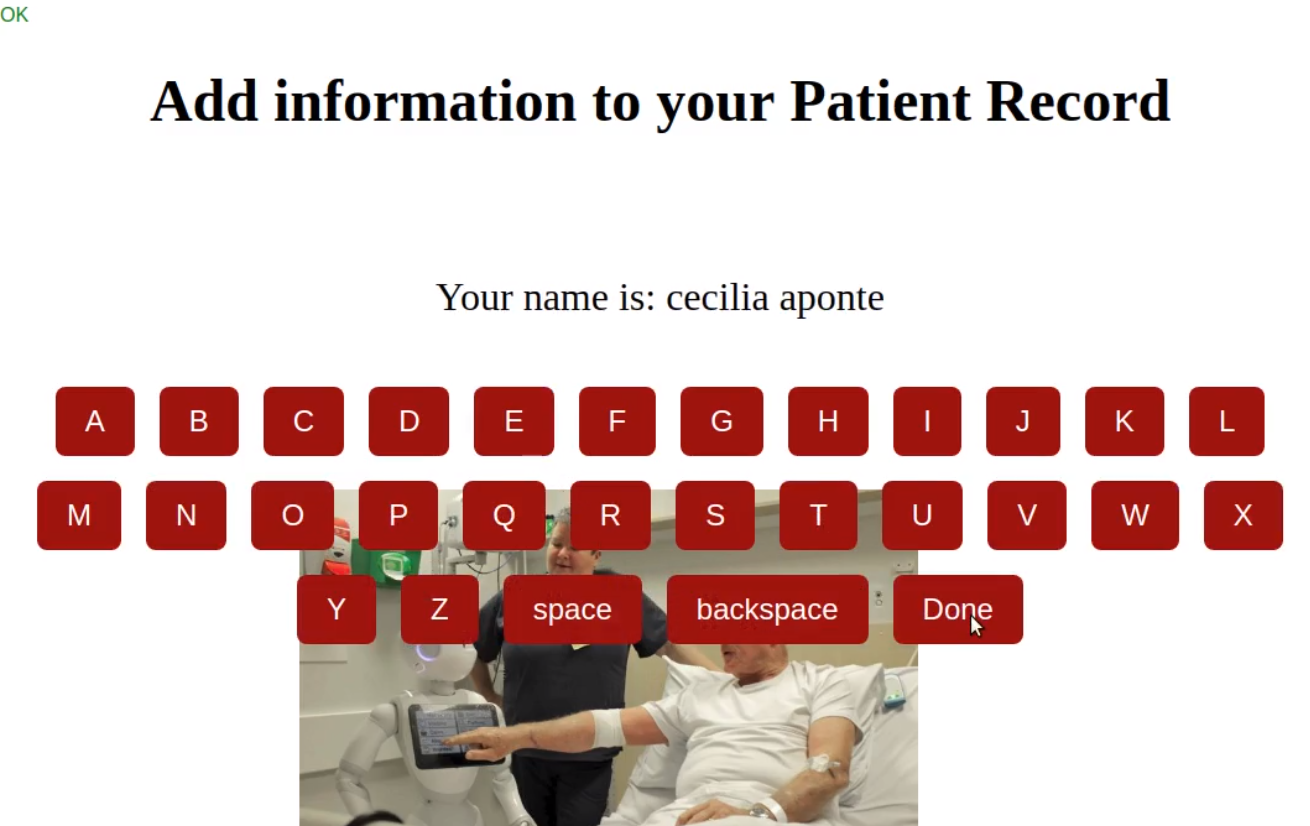 OK
Add information to your Patient Record
Your name is: cecilia aponte
A B C D E F G H I J K L
M N O P Q R S T U V W X
Y Z space backspace Done